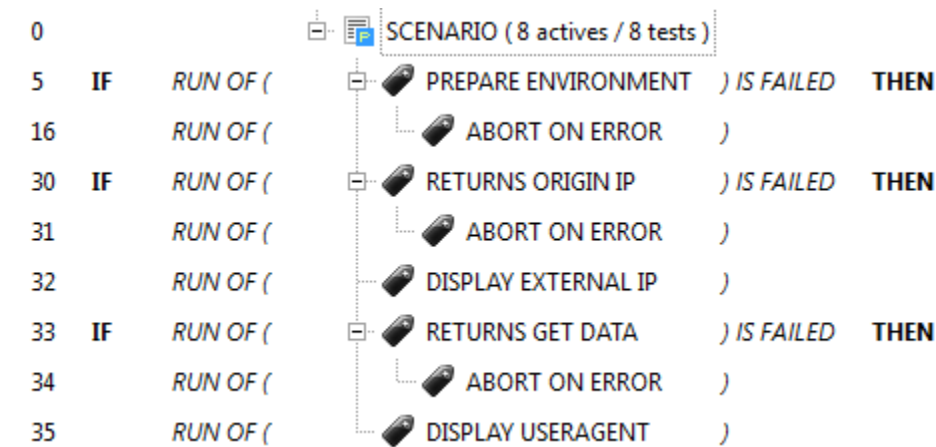 0 SCENARIO ( 8 actives / 8 tests )
5 IF RUN OF ( PREPARE ENVIRONMENT ) IS FAILED THEN
16 RUN OF ( ABORT ON ERROR )
30 IF RUN OF ( RETURNS ORIGIN IP ) IS FAILED THEN
31 RUN OF ( ABORT ON ERROR )
32 RUN OF ( DISPLAY EXTERNAL IP )
33 IF RUN OF ( RETURNS GET DATA ) IS FAILED THEN
34 RUN OF ( ABORT ON ERROR )
35 RUN OF ( DISPLAY USERAGENT )